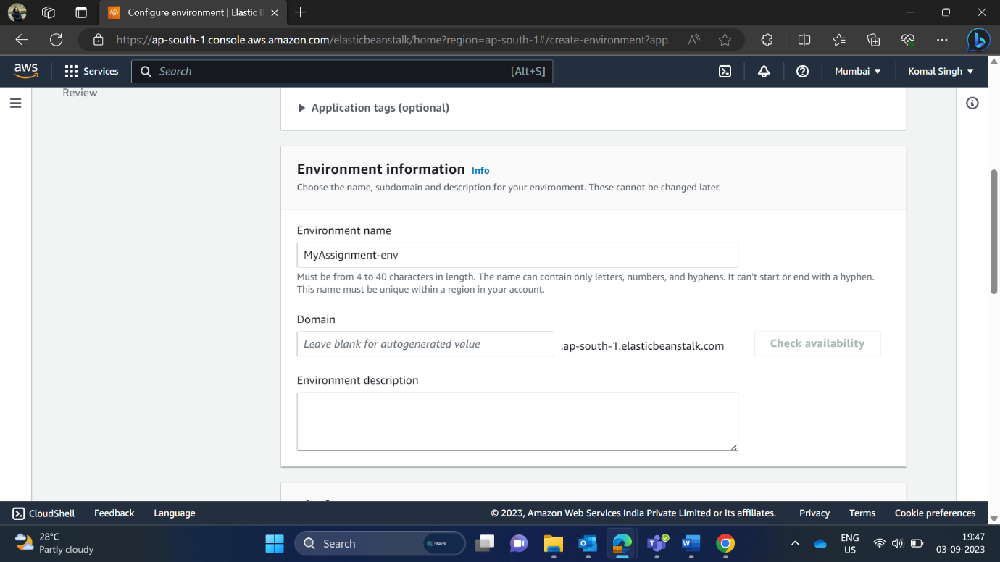 Configure environment | Elastic B
https://ap-south-1.console.aws.amazon.com/elasticbeanstalk/home?region=ap-south-1#/create-environment?app...
aws
Services
Search
[Alt+S]
Mumbai
Komal Singh
Review
Application tags (optional)
Environment information Info
Choose the name, subdomain and description for your environment. These cannot be changed later.
Environment name
MyAssignment-env
Must be from 4 to 40 characters in length. The name can contain only letters, numbers, and hyphens. It can't start or end with a hyphen.
This name must be unique within a region in your account.
Domain
Leave blank for autogenerated value
.ap-south-1.elasticbeanstalk.com
Check availability
Environment description
CloudShell
Feedback
Language
© 2023, Amazon Web Services India Private Limited or its affiliates.
Privacy
Terms
Cookie preferences
28°C
Partly cloudy
Search
ENG
US
19:47
03-09-2023